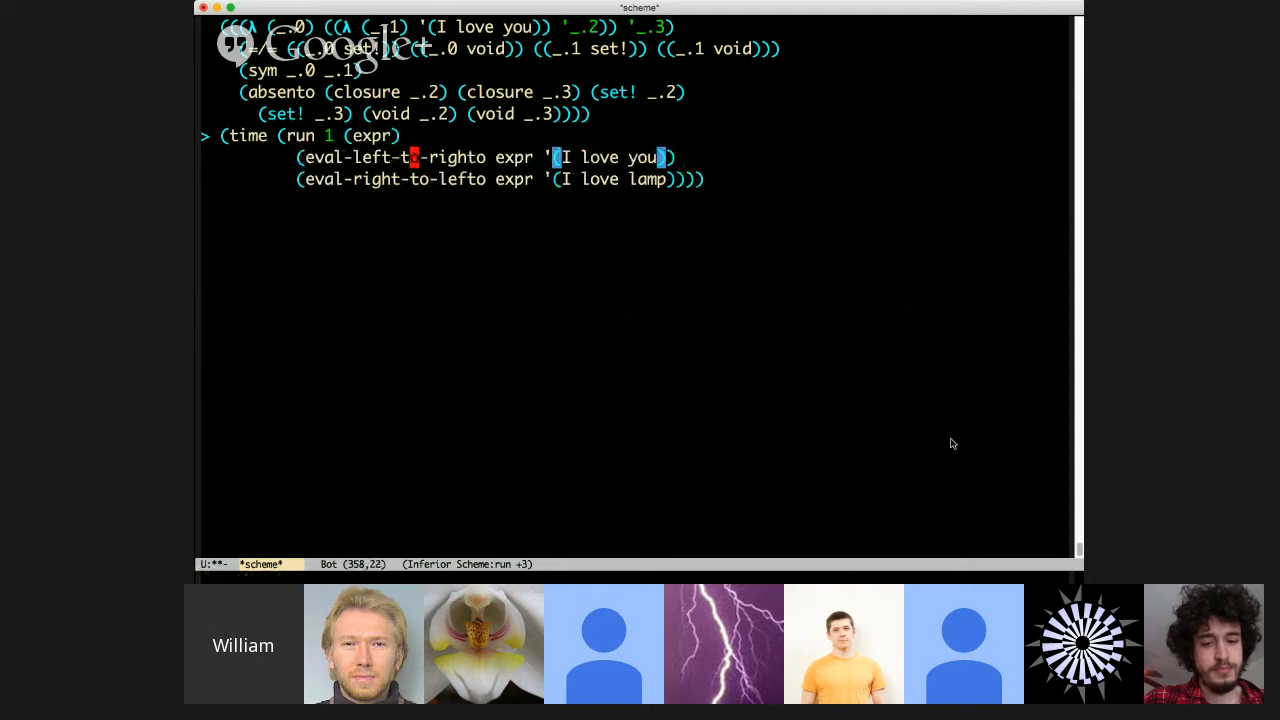 *scheme*
(((λ (_.0) ((λ (_.1) '(I love you)) '_.2)) '_.3)
(=/= ((_.0 set!)) ((_.0 void)) ((_.1 set!)) ((_.1 void)))
Google+
(sym _.0 _.1)
(absento (closure _.2) (closure _.3) (set! _.2)
(set! _.3) (void _.2) (void _.3))))
> (time (run 1 (expr)
(eval-left-to-righto expr '(I love you))
(eval-right-to-lefto expr '(I love lamp))))
U:**- *scheme* Bot (358,22) (Inferior Scheme:run +3)
William